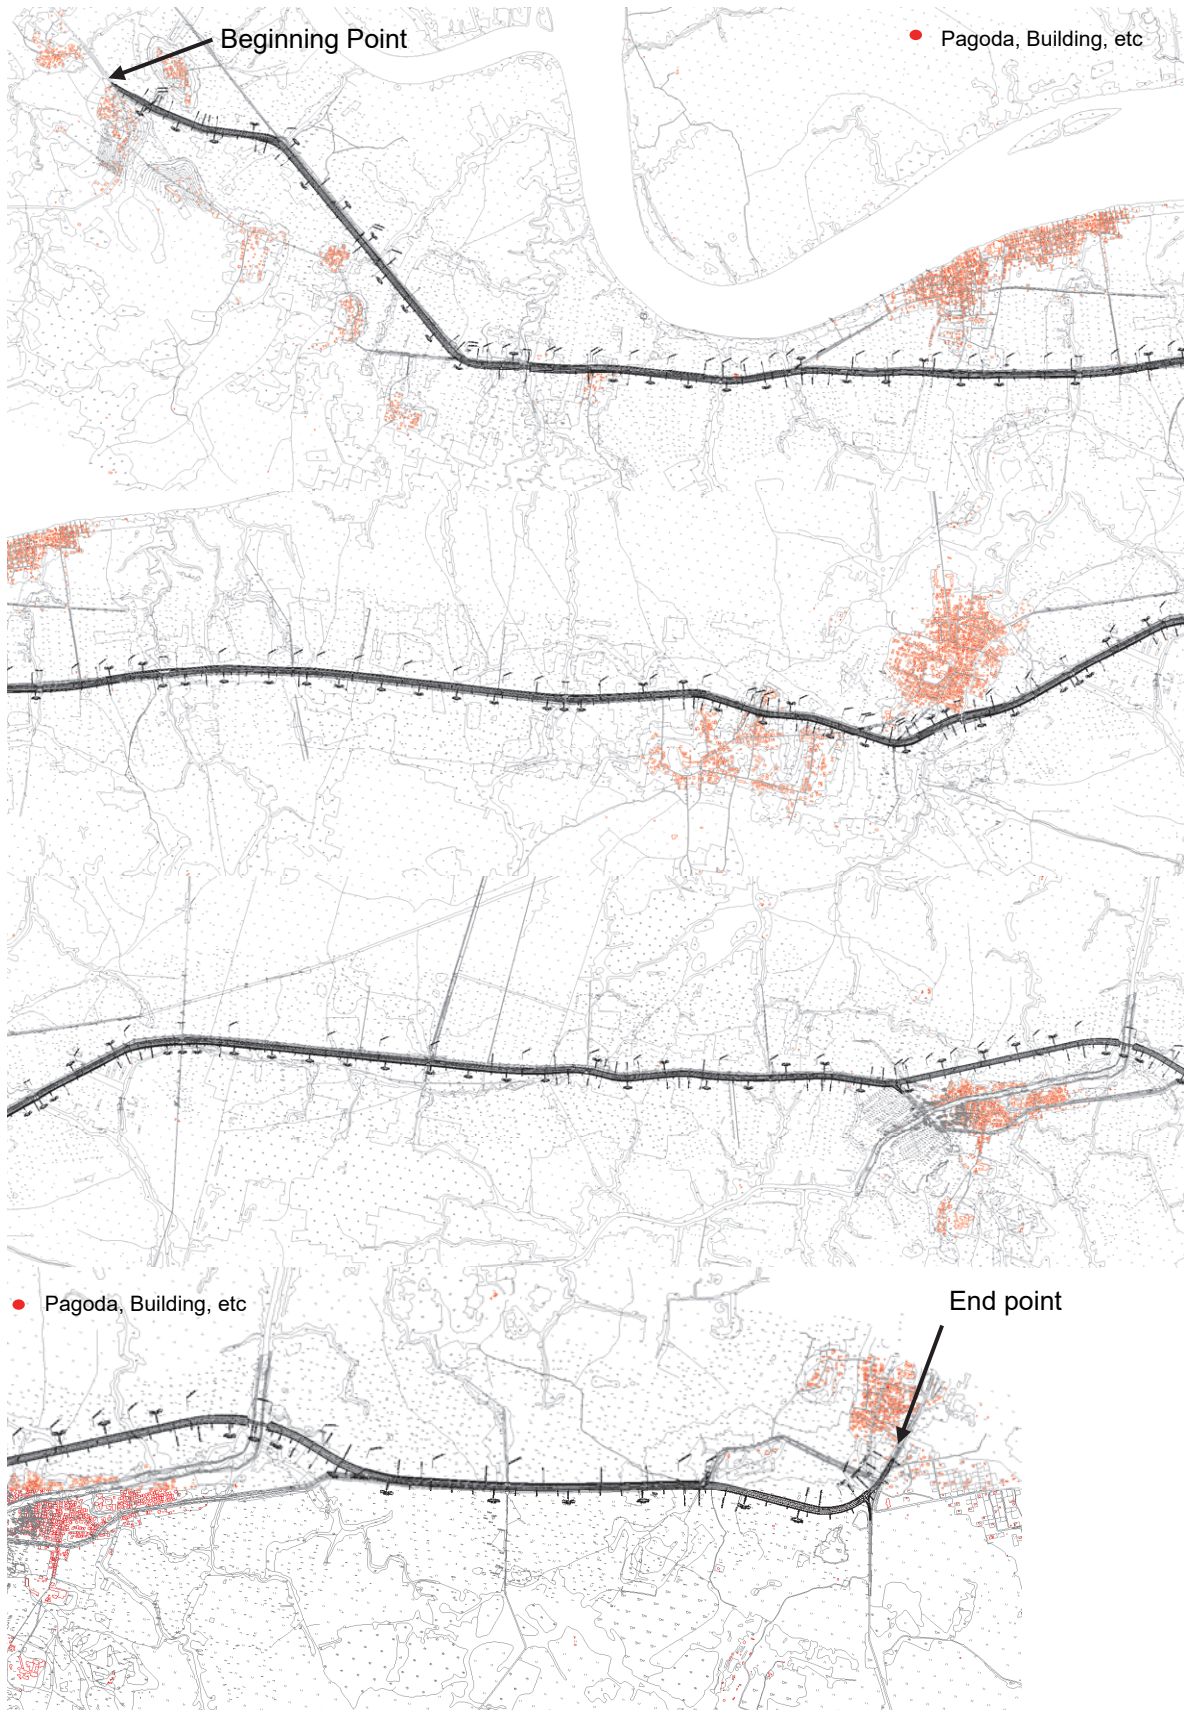 Beginning Point
Pagoda, Building, etc
Pagoda, Building, etc
End point